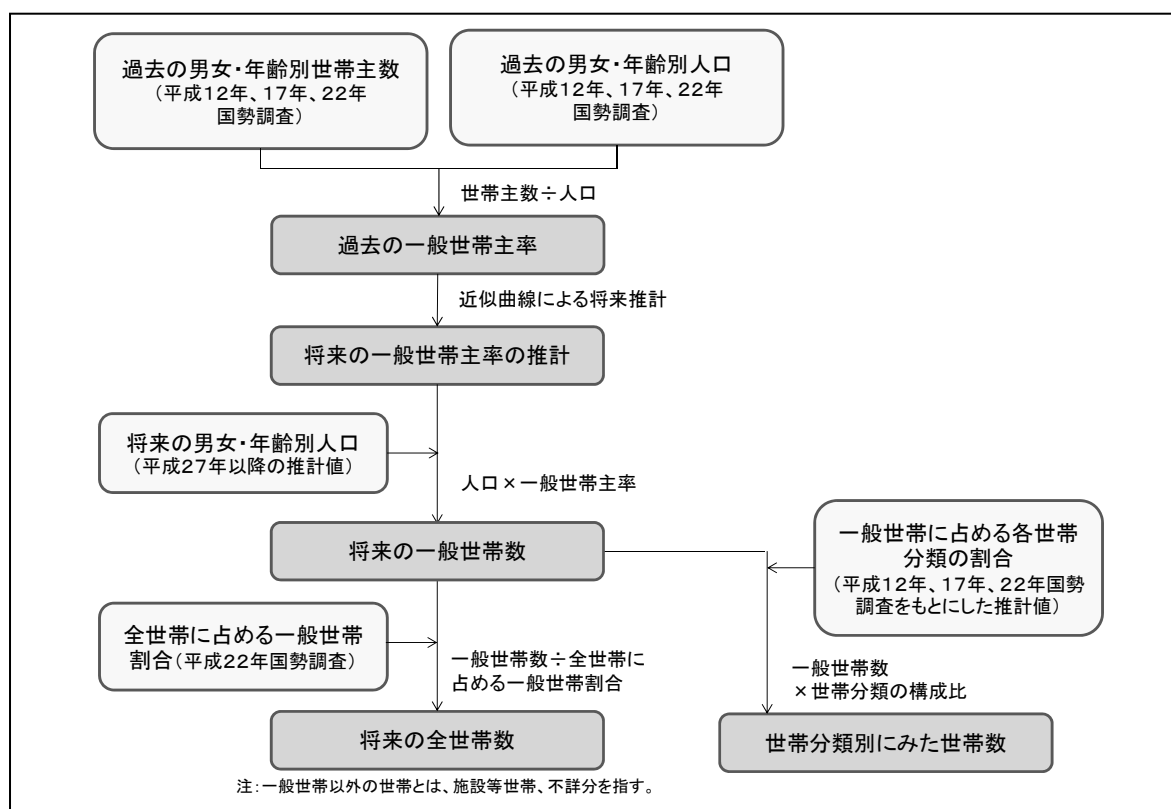 過去の男女・年齢別世帯主数
（平成12年、17年、22年
国勢調査）
過去の男女・年齢別人口
（平成12年、17年、22年
国勢調査）
世帯主数÷人口
過去の一般世帯主率
近似曲線による将来推計
将来の一般世帯主率の推計
将来の男女・年齢別人口
（平成27年以降の推計値）
人口×一般世帯主率
将来の一般世帯数
一般世帯に占める各世帯
分類の割合
（平成12年、17年、22年国勢
調査をもとにした推計値）
全世帯に占める一般世帯
割合（平成22年国勢調査）
一般世帯数÷全世帯に
占める一般世帯割合
一般世帯数
×世帯分類の構成比
将来の全世帯数
世帯分類別にみた世帯数
注：一般世帯以外の世帯とは、施設等世帯、不詳分を指す。